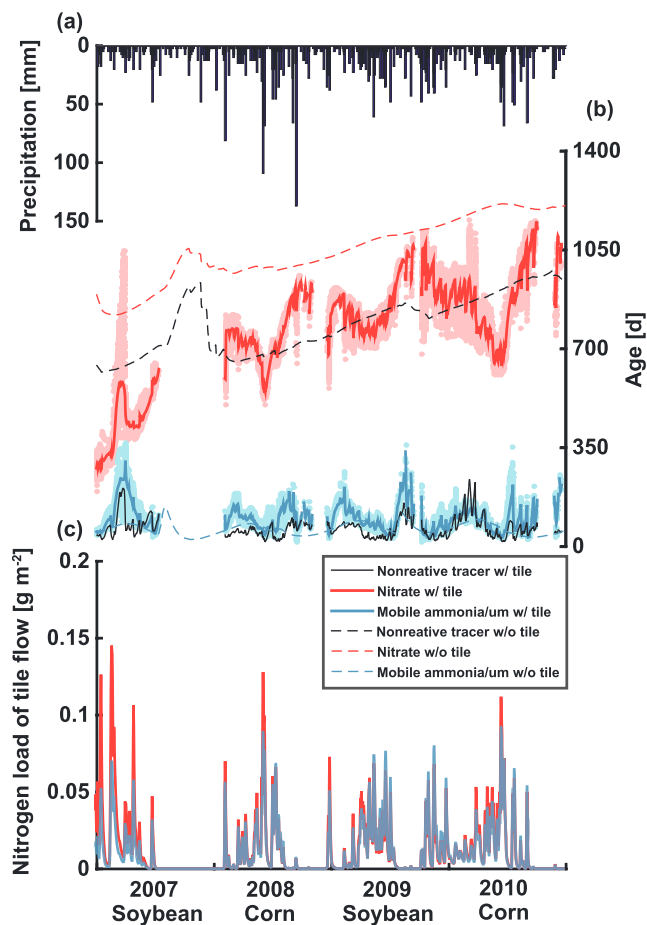 (a)
0
50
100
150
Precipitation [mm]
(b)
1400
1050
700
350
0
Age [d]
(c)
0.2
0.15
0.1
0.05
0
Nitrogen load of tile flow [g m-2]
Nonreative tracer w/ tile
Nitrate w/ tile
Mobile ammonia/um w/ tile
Nonreative tracer w/o tile
Nitrate w/o tile
Mobile ammonia/um w/o tile
2007 2008 2009 2010
Soybean Corn Soybean Corn